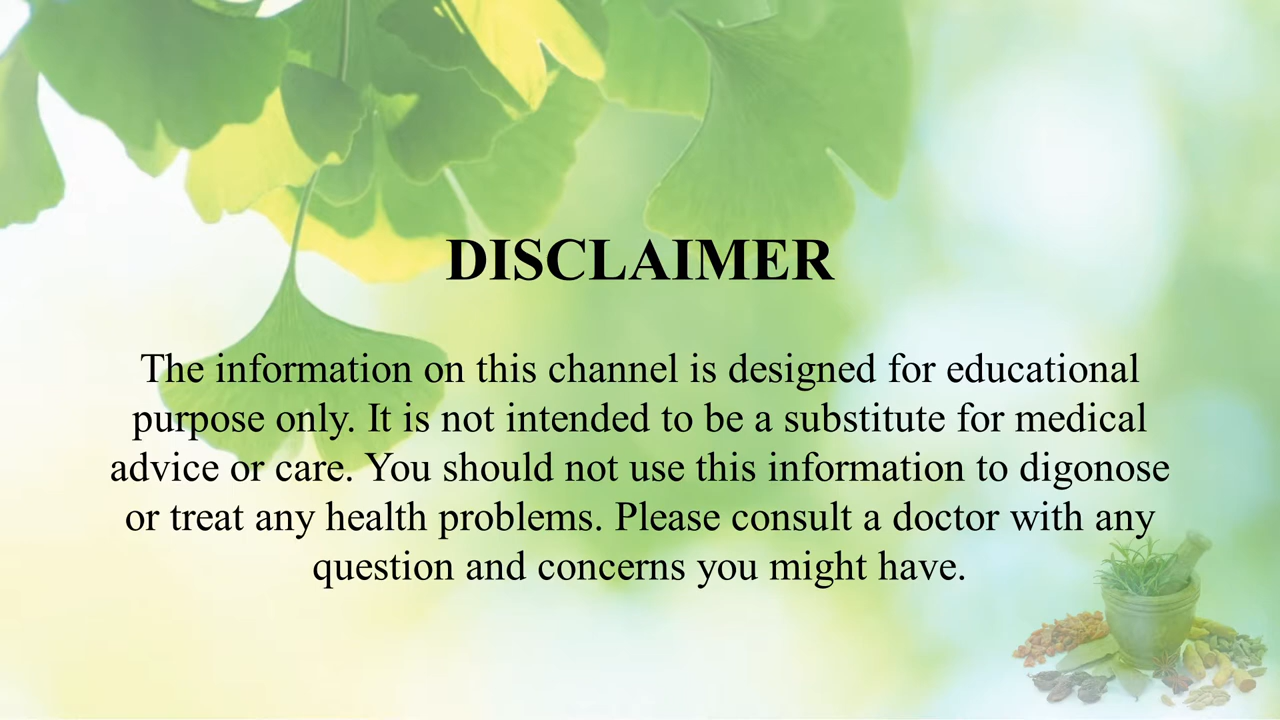 DISCLAIMER
The information on this channel is designed for educational
purpose only. It is not intended to be a substitute for medical
advice or care. You should not use this information to digonose
or treat any health problems. Please consult a doctor with any
question and concerns you might have.